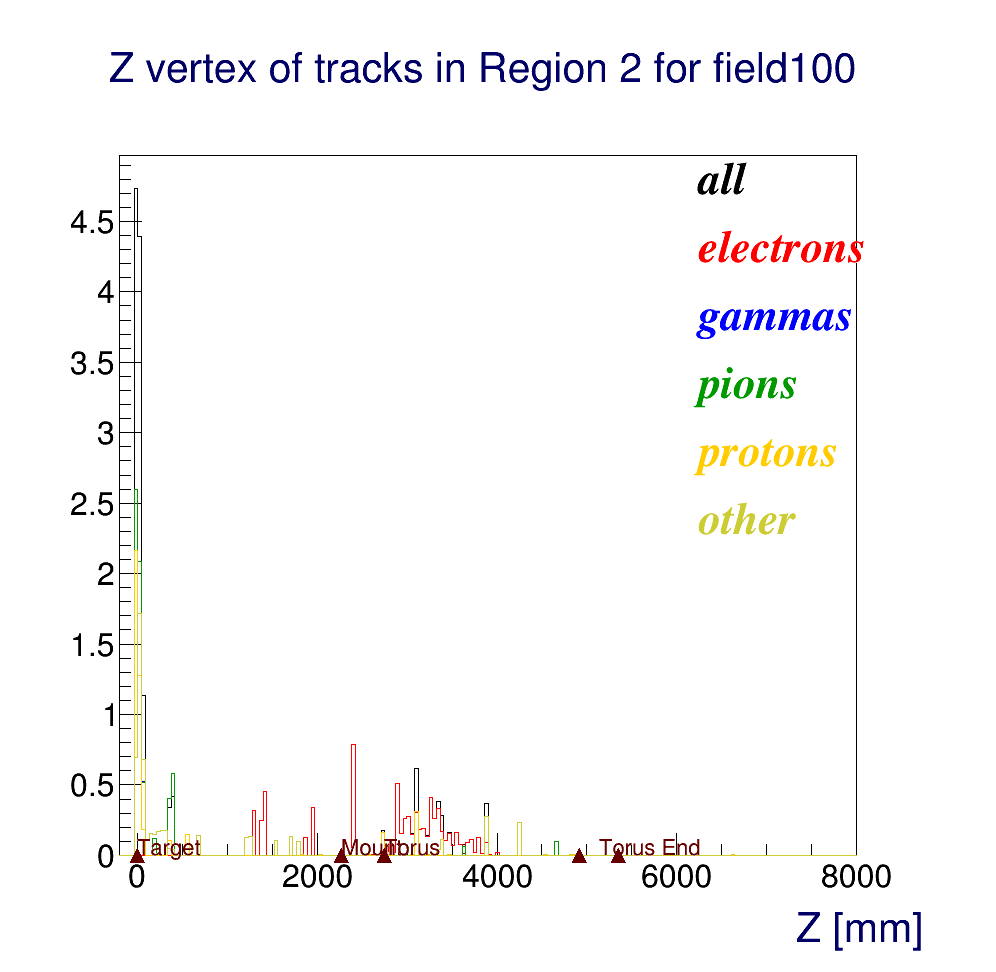 Z vertex of tracks in Region 2 for field100
all
electrons
gammas
pions
protons
other
4.5
4
3.5
3
2.5
2
1.5
1
0.5
0
Target
Mount
Torus
Torus End
0
2000
4000
6000
8000
Z [mm]